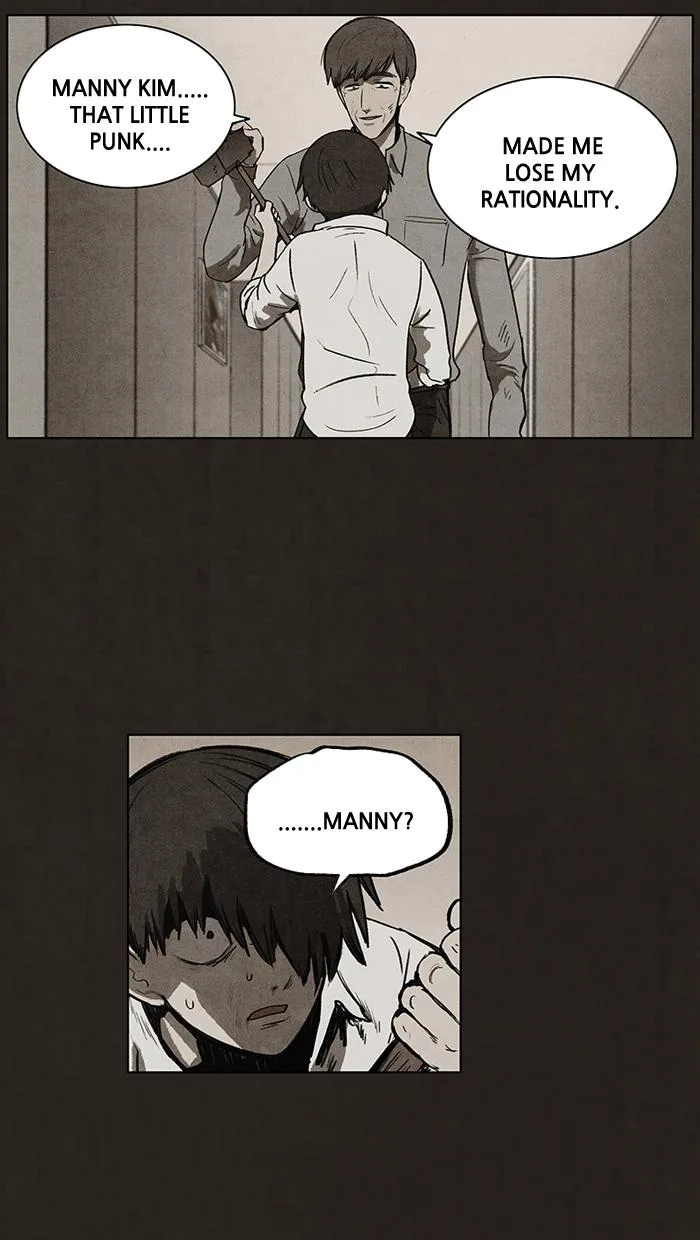 MANNY KIM.....
THAT LITTLE
PUNK....
MADE ME
LOSE MY
RATIONALITY.
.......MANNY?